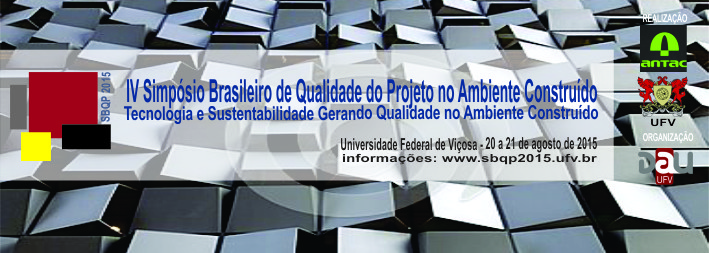 REALIZAÇÃO
antac
UFV
ORGANIZAÇÃO
DAU
UFV
SBQP 2015
IV Simpósio Brasileiro de Qualidade do Projeto no Ambiente Construído
Tecnologia e Sustentabilidade Gerando Qualidade no Ambiente Construído
Universidade Federal de Viçosa - 20 a 21 de agosto de 2015
informações: www.sbqp2015.ufv.br